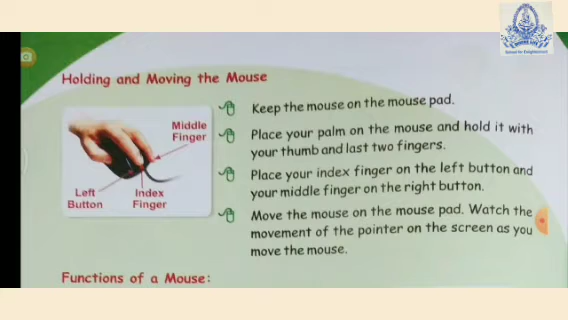 Holding and Moving the Mouse
Keep the mouse on the mouse pad.
Place your palm on the mouse and hold it with
your thumb and last two fingers.
Place your index finger on the left button and
your middle finger on the right button.
Move the mouse on the mouse pad. Watch the
movement of the pointer on the screen as you
move the mouse.
Middle
Finger
Left
Button
Index
Finger
Functions of a Mouse: